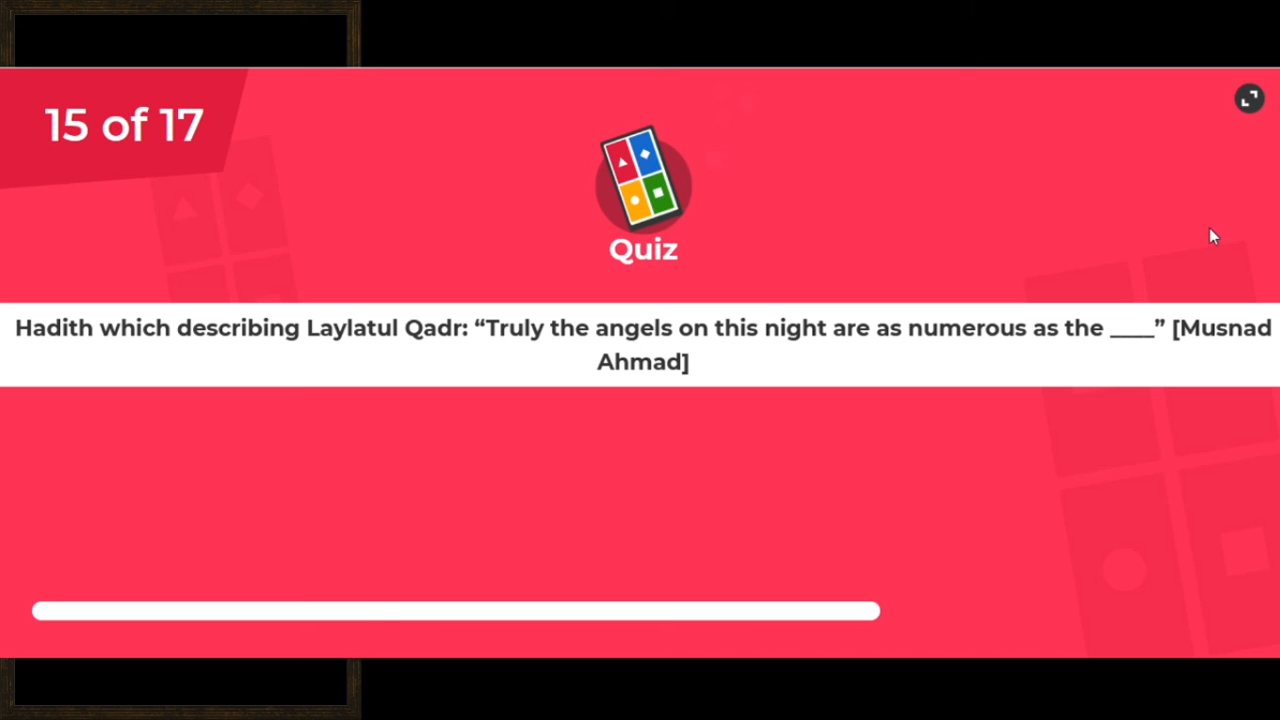 15 of 17
Quiz
Hadith which describing Laylatul Qadr: “Truly the angels on this night are as numerous as the ____” [Musnad
Ahmad]